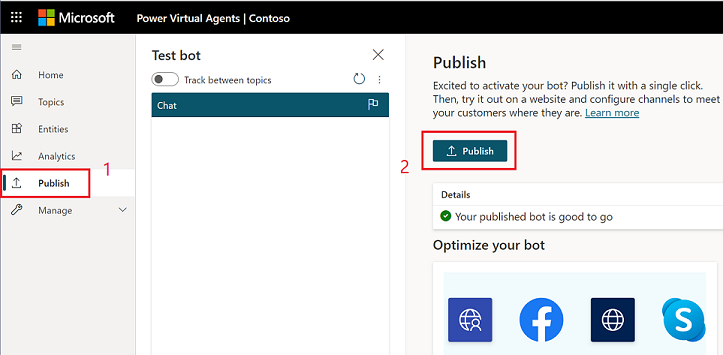 Microsoft
Power Virtual Agents | Contoso
Home
Topics
Entities
Analytics
1
Publish
Manage
Test bot
Track between topics
Chat
Publish
Excited to activate your bot? Publish it with a single click.
Then, try it out on a website and configure channels to meet
your customers where they are. Learn more
2
Publish
Details
Your published bot is good to go
Optimize your bot
f
S